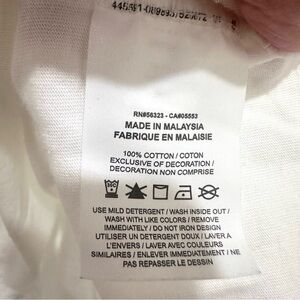 RN#56323 - CA#05553
MADE IN MALAYSIA
FABRIQUE EN MALAISIE
100% COTTON / COTON
EXCLUSIVE OF DECORATION /
DECORATION NON COMPRISE
USE MILD DETERGENT / WASH INSIDE OUT /
WASH WITH LIKE COLORS / REMOVE
IMMEDIATELY / DO NOT IRON DESIGN
UTILISER UN DETERGENT DOUX / LAVER A
L'ENVERS / LAVER AVEC COULEURS
SIMILAIRES / ENLEVER IMMEDIATEMENT / NE
PAS REPASSER LE DESSIN